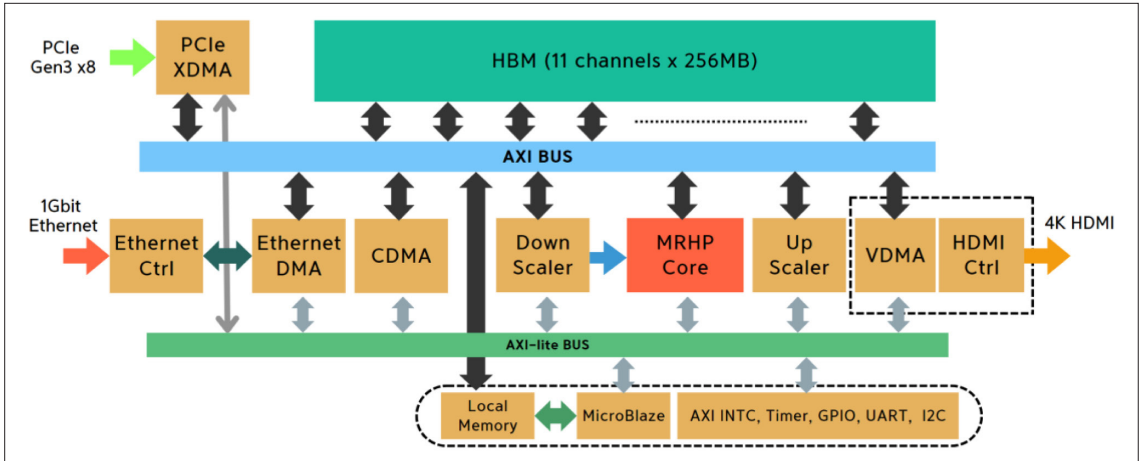 PCIe
Gen3 x8
PCIe
XDMA
HBM (11 channels x 256MB)
AXI BUS
1Gbit
Ethernet
Ethernet
Ctrl
Ethernet
DMA
CDMA
Down
Scaler
MRHP
Core
Up
Scaler
VDMA
HDMI
Ctrl
4K HDMI
AXI-lite BUS
Local
Memory
MicroBlaze
AXI INTC, Timer, GPIO, UART, I2C